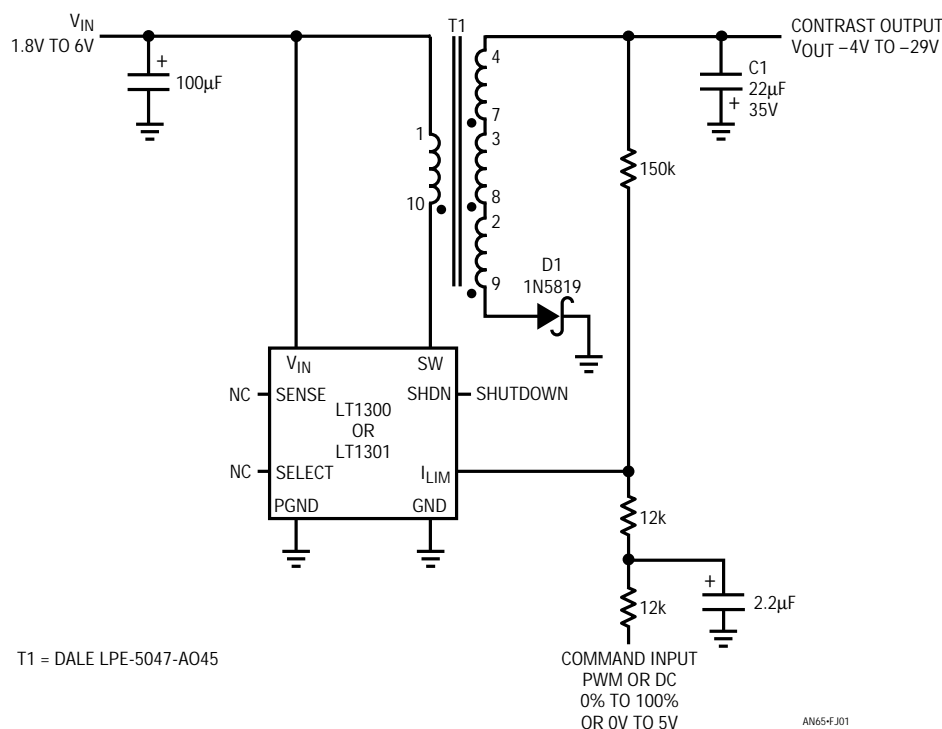 VIN
1.8V TO 6V
+
100µF
T1
1
10
4
7
3
8
2
9
CONTRAST OUTPUT
VOUT –4V TO –29V
C1
22µF
+ 35V
150k
D1
1N5819
VIN
SW
NC
SENSE
SHDN
SHUTDOWN
LT1300
OR
LT1301
NC
SELECT
ILIM
PGND
GND
12k
+
2.2µF
12k
T1 = DALE LPE-5047-AO45
COMMAND INPUT
PWM OR DC
0% TO 100%
OR 0V TO 5V
AN65•FJ01